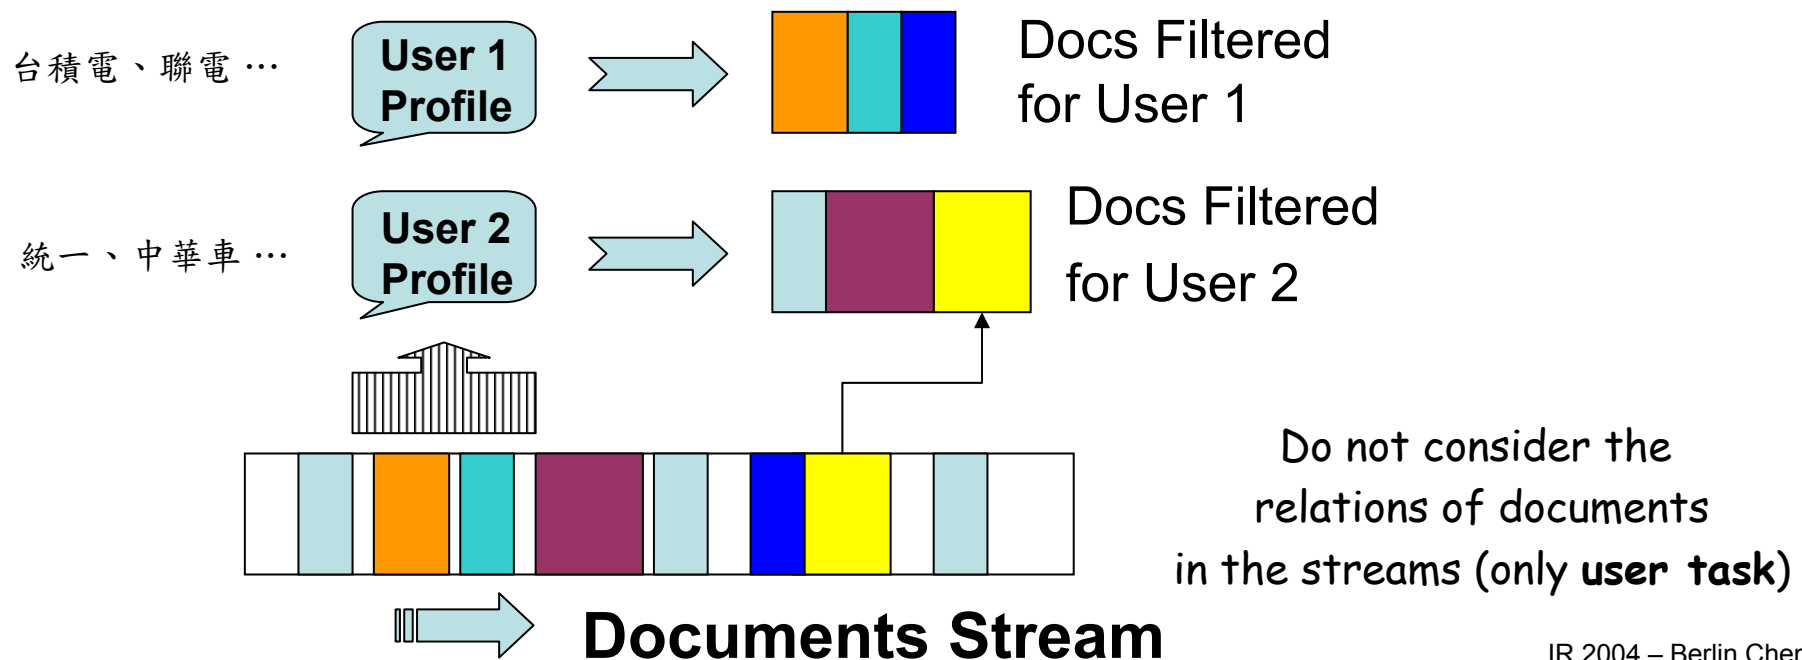 台積電、聯電 …
User 1
Profile
Docs Filtered
for User 1
統一、中華車 …
User 2
Profile
Docs Filtered
for User 2
Do not consider the
relations of documents
in the streams (only user task)
Documents Stream
IR 2004 – Berlin Chen